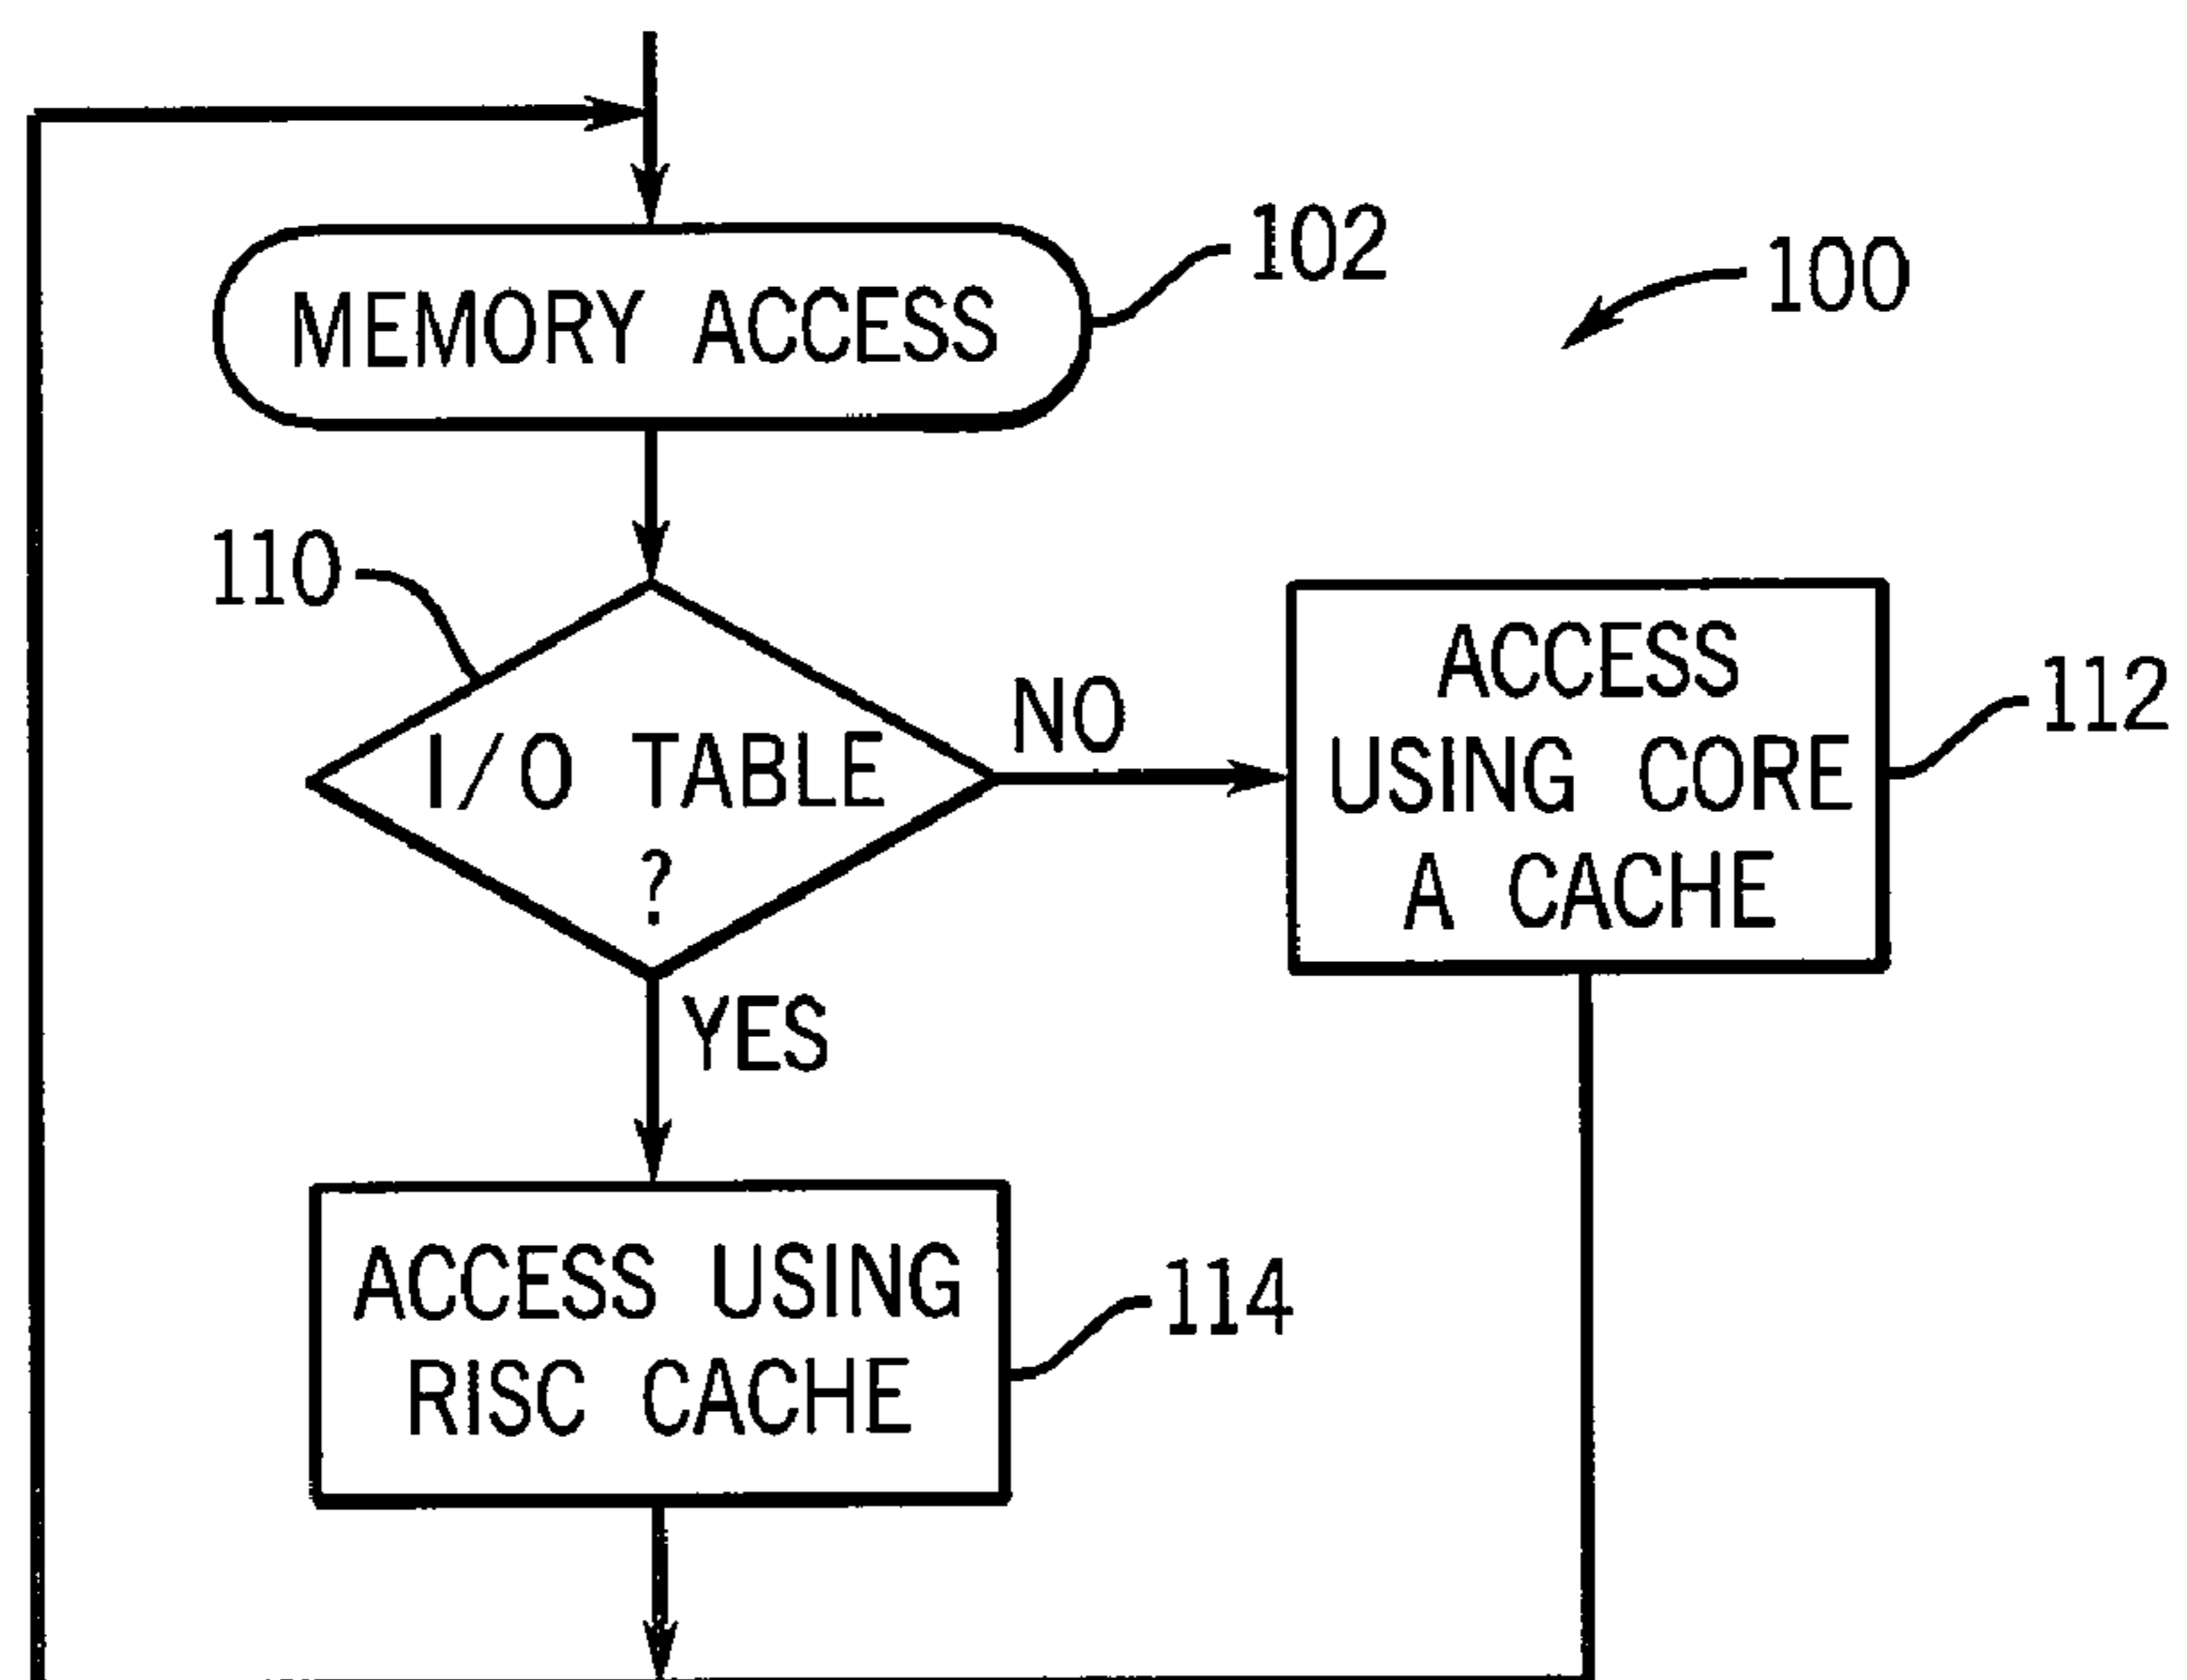 102
100
MEMORY ACCESS
110
I/O TABLE
?
NO
ACCESS
USING CORE
A CACHE
112
YES
ACCESS USING
RISC CACHE
114